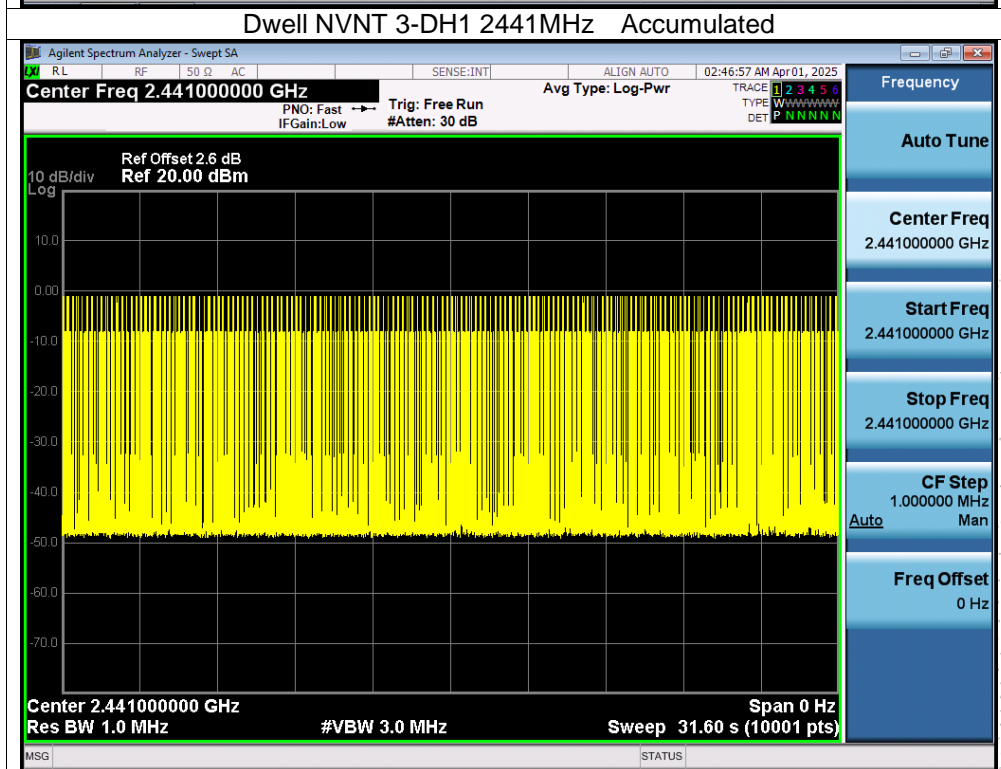 Dwell NVNT 3-DH1 2441MHz Accumulated
Agilent Spectrum Analyzer - Swept SA
LXI RL RF 50 Ω AC SENSE:INT ALIGN AUTO 02:46:57 AM Apr 01, 2025
Center Freq 2.441000000 GHz
PNO: Fast
IFGain:Low
Trig: Free Run
#Atten: 30 dB
Avg Type: Log-Pwr
TRACE 1 2 3 4 5 6
TYPE WWWWWWW
DET P N N N N N
Frequency
Ref Offset 2.6 dB
10 dB/div Ref 20.00 dBm
Log
10.0
0.00
-10.0
-20.0
-30.0
-40.0
-50.0
-60.0
-70.0
Center 2.441000000 GHz Span 0 Hz
Res BW 1.0 MHz #VBW 3.0 MHz Sweep 31.60 s (10001 pts)
Auto Tune
Center Freq
2.441000000 GHz
Start Freq
2.441000000 GHz
Stop Freq
2.441000000 GHz
CF Step
1.000000 MHz
Auto Man
Freq Offset
0 Hz
MSG STATUS